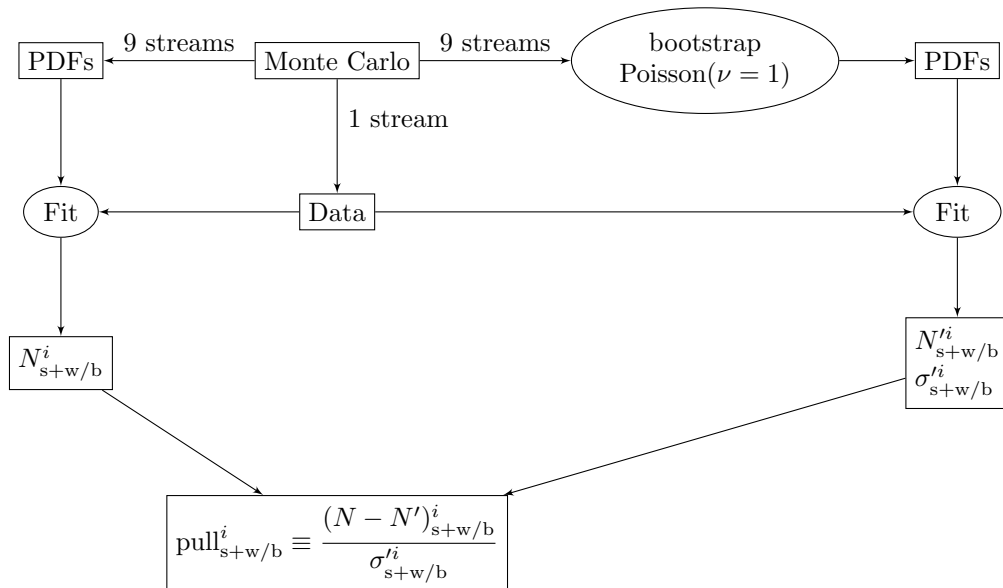 9 streams
9 streams
PDFs
Monte Carlo
bootstrap
Poisson(ν = 1)
PDFs
1 stream
Fit
Data
Fit
N^i_{s+w/b}
N'^i_{s+w/b}
σ'^i_{s+w/b}
pull^i_{s+w/b} ≡ (N − N')^i_{s+w/b} / σ'^i_{s+w/b}